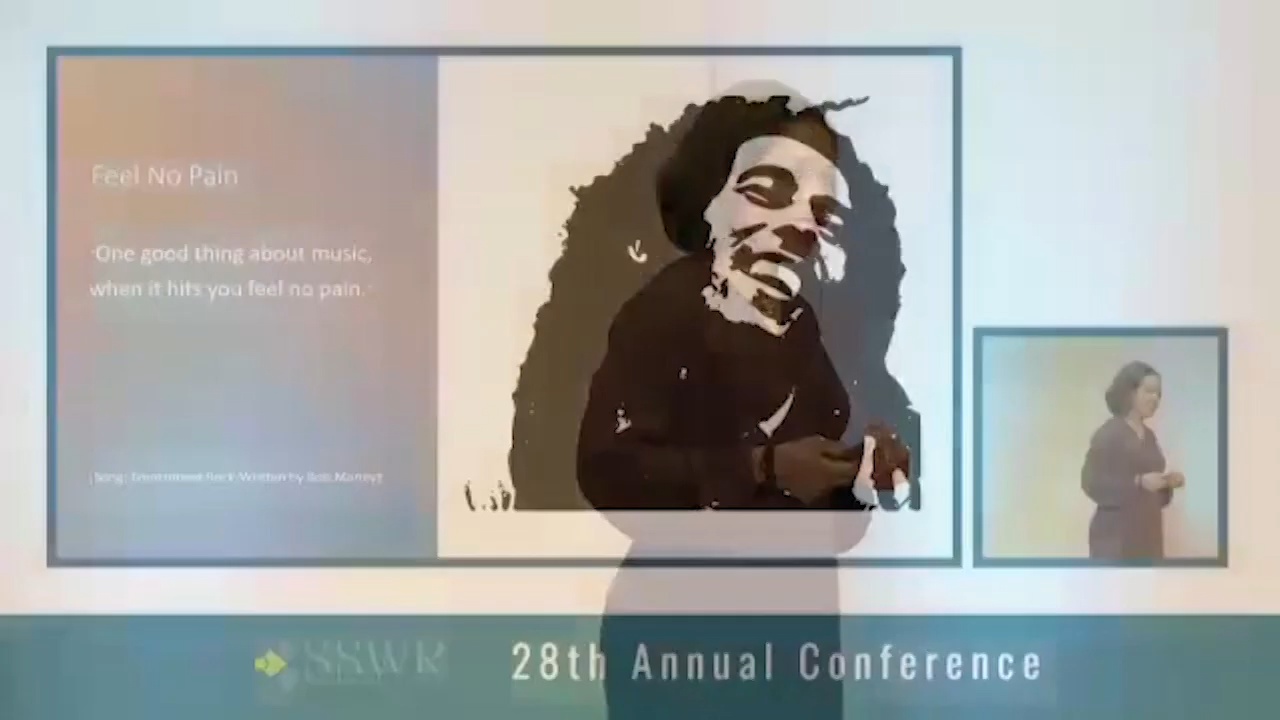 Feel No Pain
"One good thing about music,
when it hits you feel no pain."
SSWR
28th Annual Conference